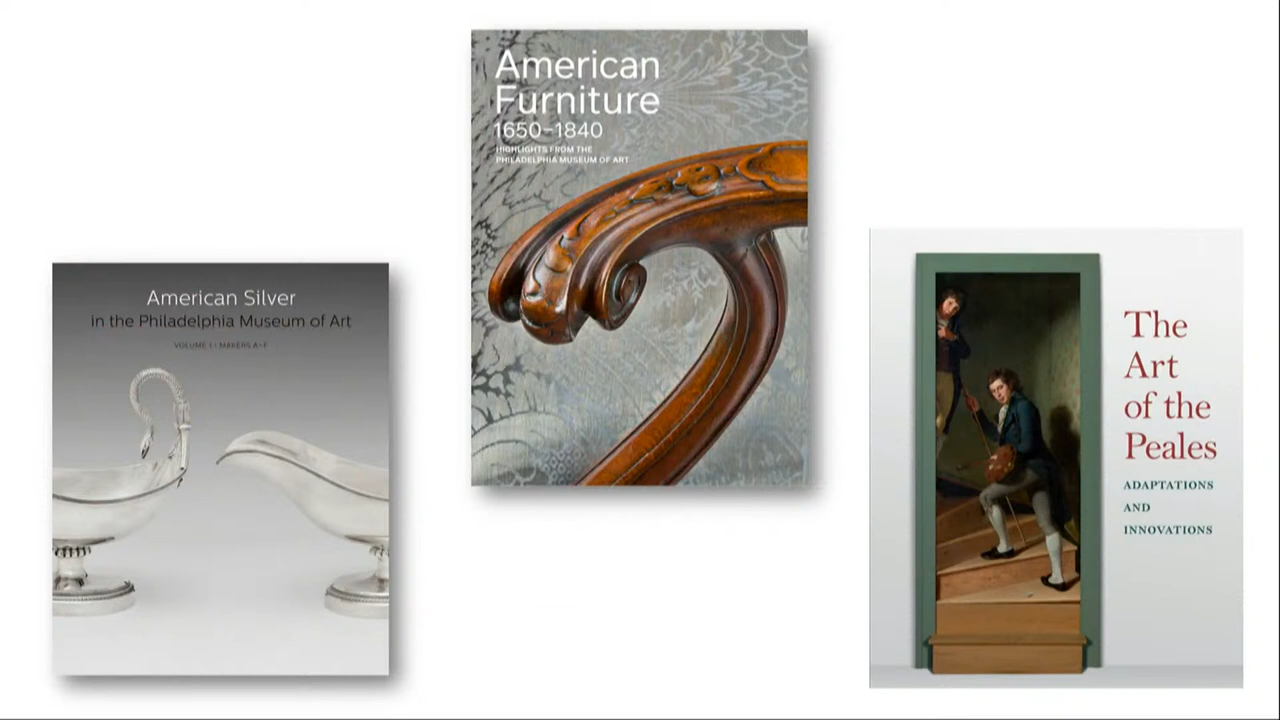 American Silver
in the Philadelphia Museum of Art
VOLUME 1 | MAKERS A–F
American
Furniture
1650–1840
HIGHLIGHTS FROM THE
PHILADELPHIA MUSEUM OF ART
The
Art
of the
Peales
ADAPTATIONS
AND
INNOVATIONS